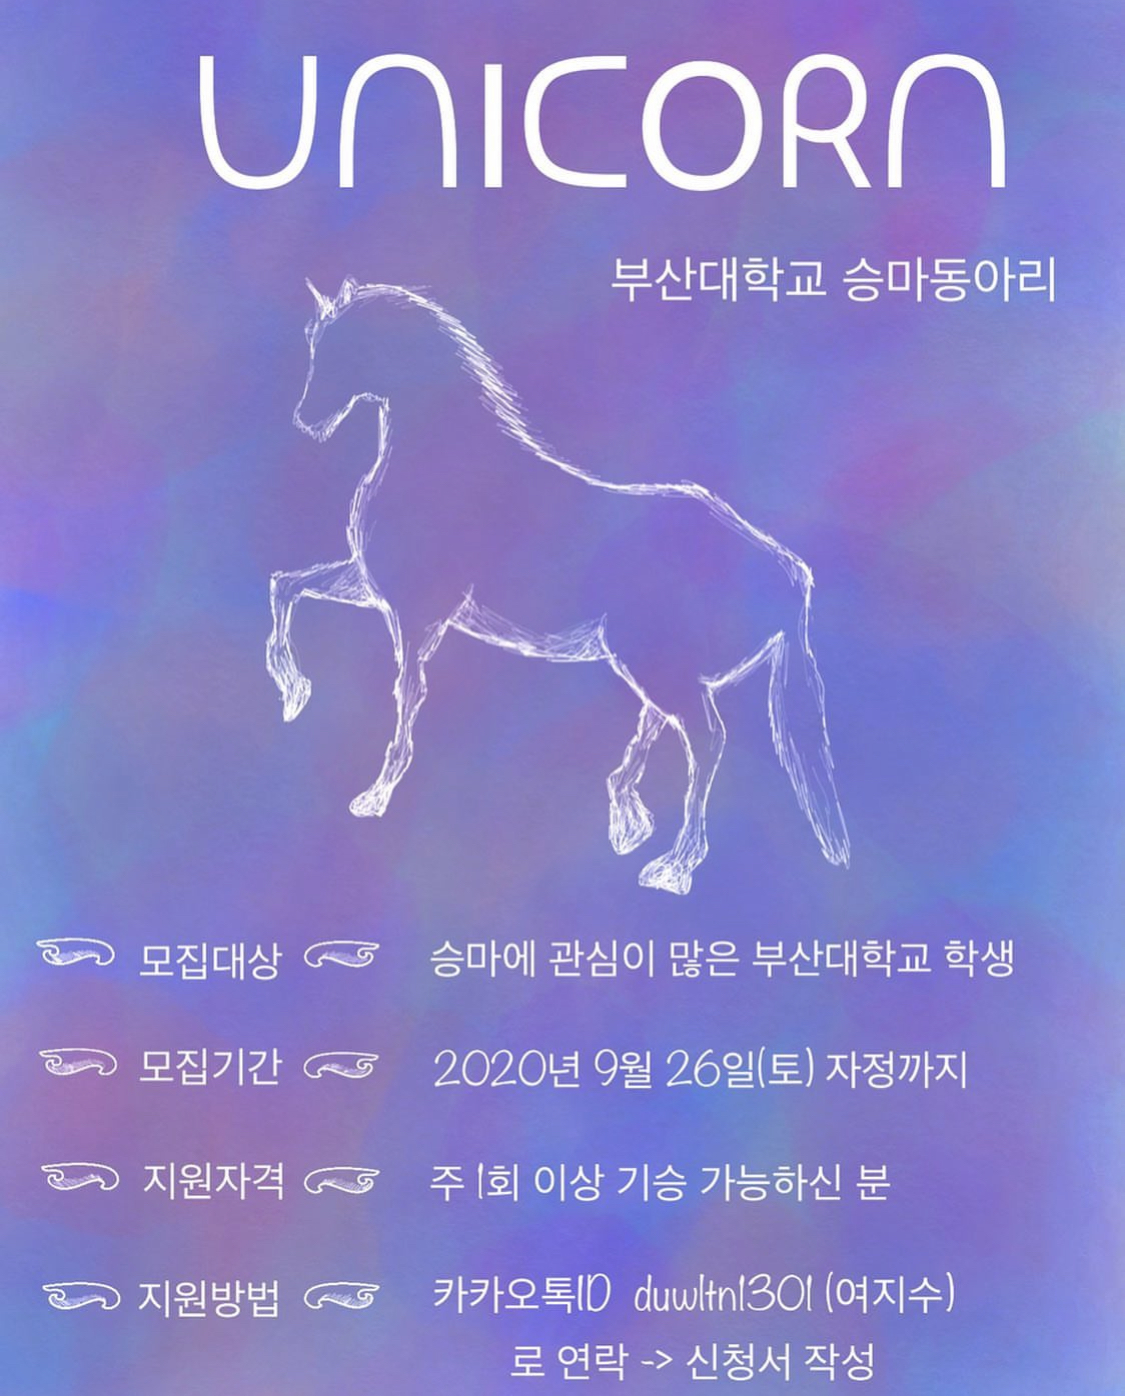 UNICORN
부산대학교 승마동아리
모집대상 승마에 관심이 많은 부산대학교 학생
모집기간 2020년 9월 26일(토) 자정까지
지원자격 주 1회 이상 기승 가능하신 분
지원방법 카카오톡ID duwltn1301 (여지수)
로 연락 -> 신청서 작성